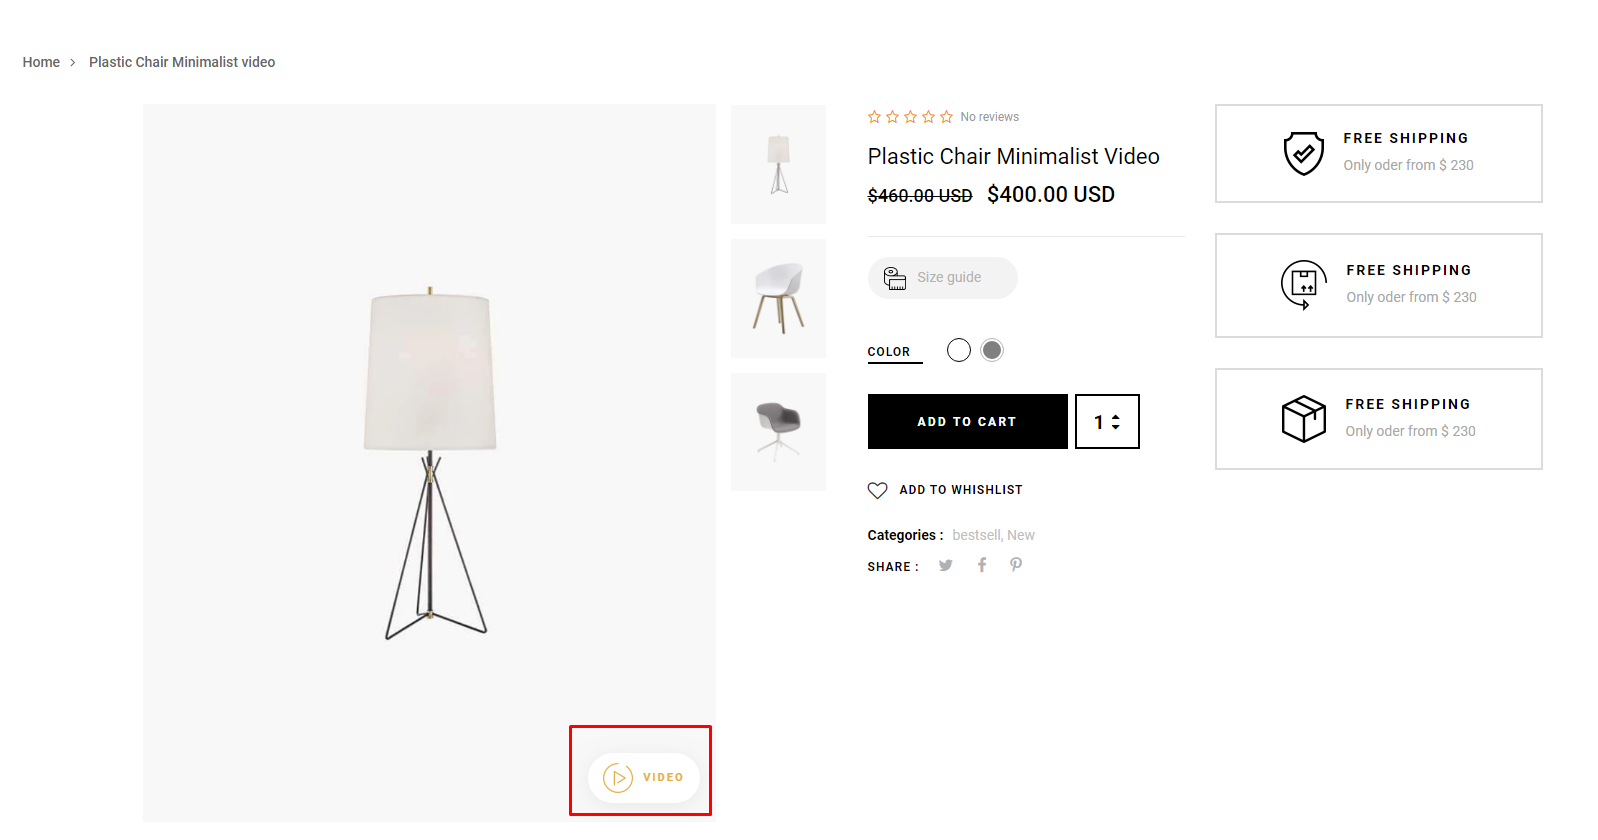 Home > Plastic Chair Minimalist video
No reviews
Plastic Chair Minimalist Video
$460.00 USD $400.00 USD
Size guide
COLOR
ADD TO CART 1
ADD TO WHISHLIST
Categories : bestsell, New
SHARE :
VIDEO
FREE SHIPPING
Only oder from $ 230
FREE SHIPPING
Only oder from $ 230
FREE SHIPPING
Only oder from $ 230